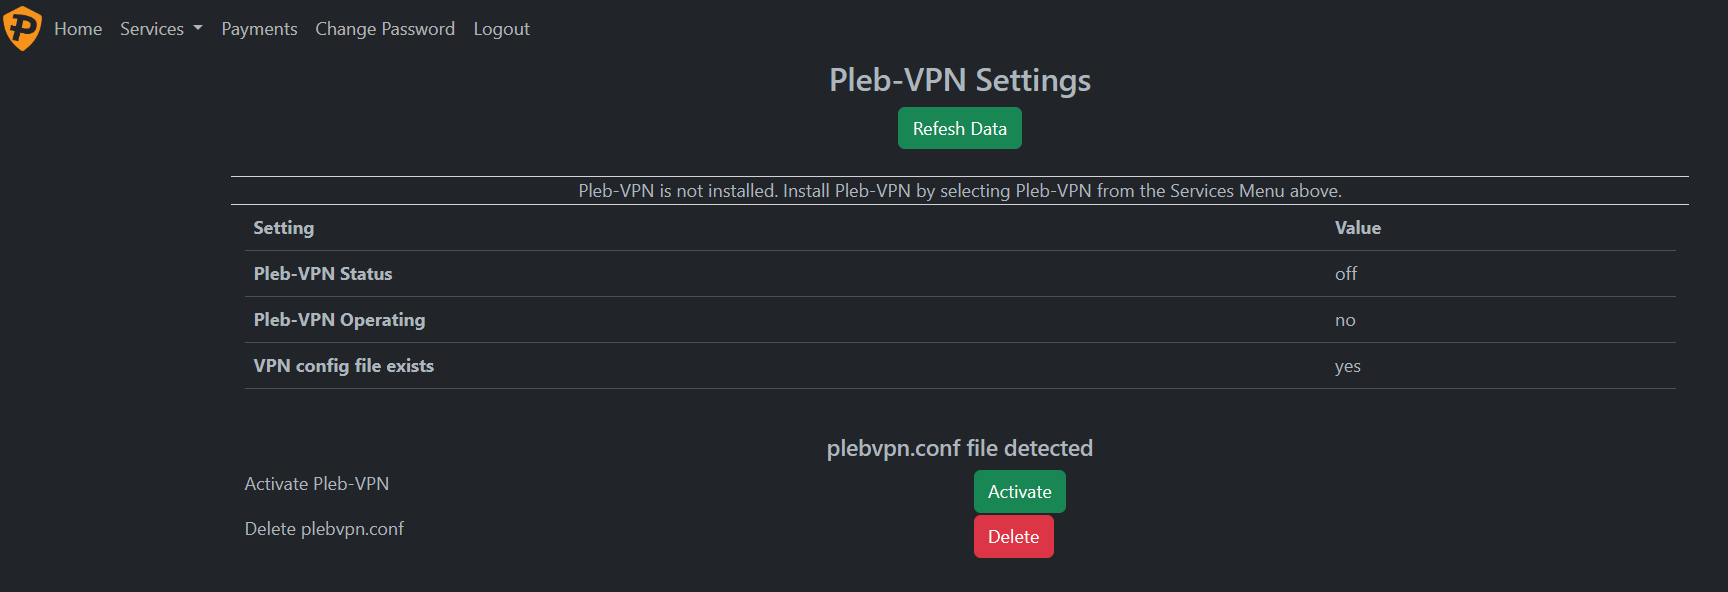 Home Services Payments Change Password Logout
Pleb-VPN Settings
Refesh Data
Pleb-VPN is not installed. Install Pleb-VPN by selecting Pleb-VPN from the Services Menu above.
Setting Value
Pleb-VPN Status off
Pleb-VPN Operating no
VPN config file exists yes
plebvpn.conf file detected
Activate Pleb-VPN Activate
Delete plebvpn.conf Delete